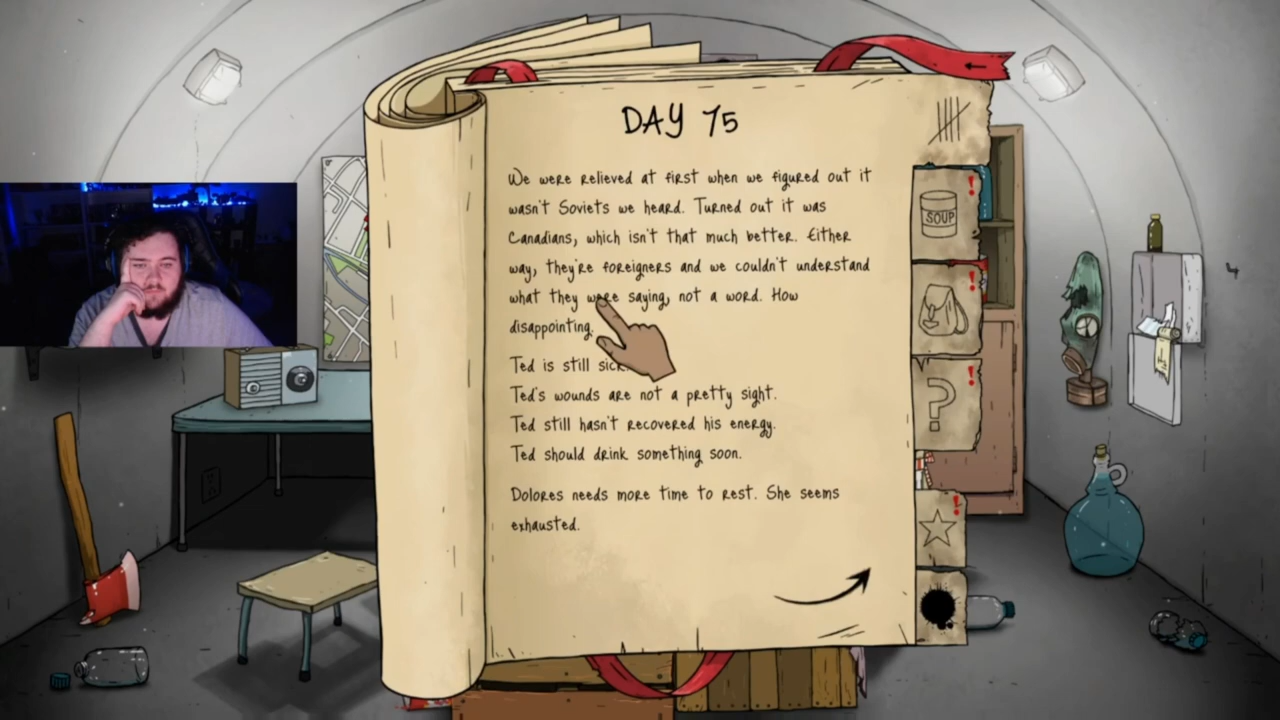 DAY 75
We were relieved at first when we figured out it
wasn't Soviets we heard. Turned out it was
Canadians, which isn't that much better. Either
way, they're foreigners and we couldn't understand
what they were saying, not a word. How
disappointing.
Ted is still sick.
Ted's wounds are not a pretty sight.
Ted still hasn't recovered his energy.
Ted should drink something soon.
Dolores needs more time to rest. She seems
exhausted.
!
SOUP
!
!
?
!